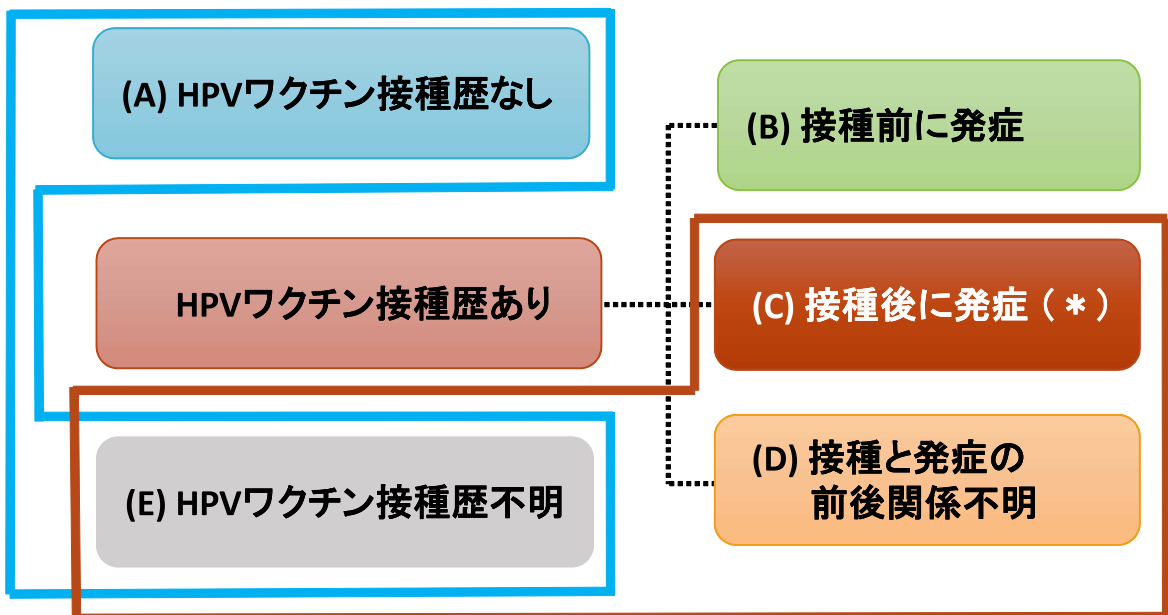 (A) HPVワクチン接種歴なし
(B) 接種前に発症
HPVワクチン接種歴あり
(C) 接種後に発症（＊）
(E) HPVワクチン接種歴不明
(D) 接種と発症の
前後関係不明